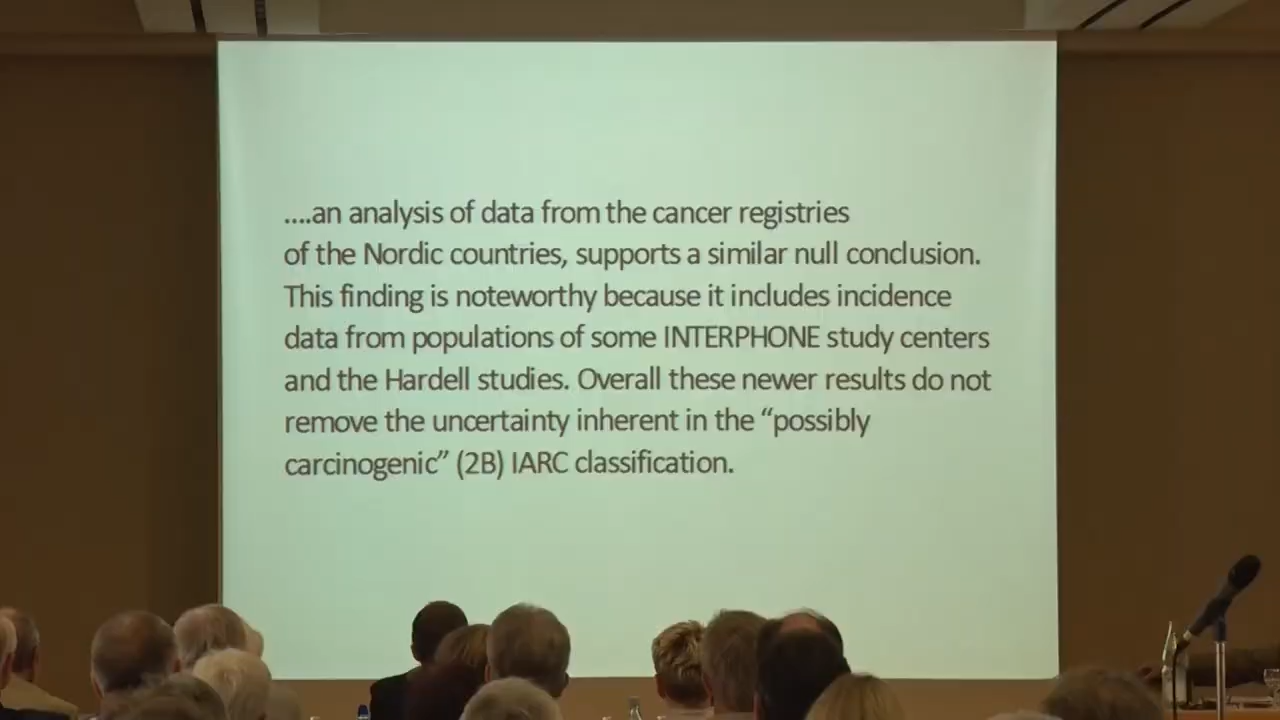 ....an analysis of data from the cancer registries
of the Nordic countries, supports a similar null conclusion.
This finding is noteworthy because it includes incidence
data from populations of some INTERPHONE study centers
and the Hardell studies. Overall these newer results do not
remove the uncertainty inherent in the “possibly
carcinogenic” (2B) IARC classification.